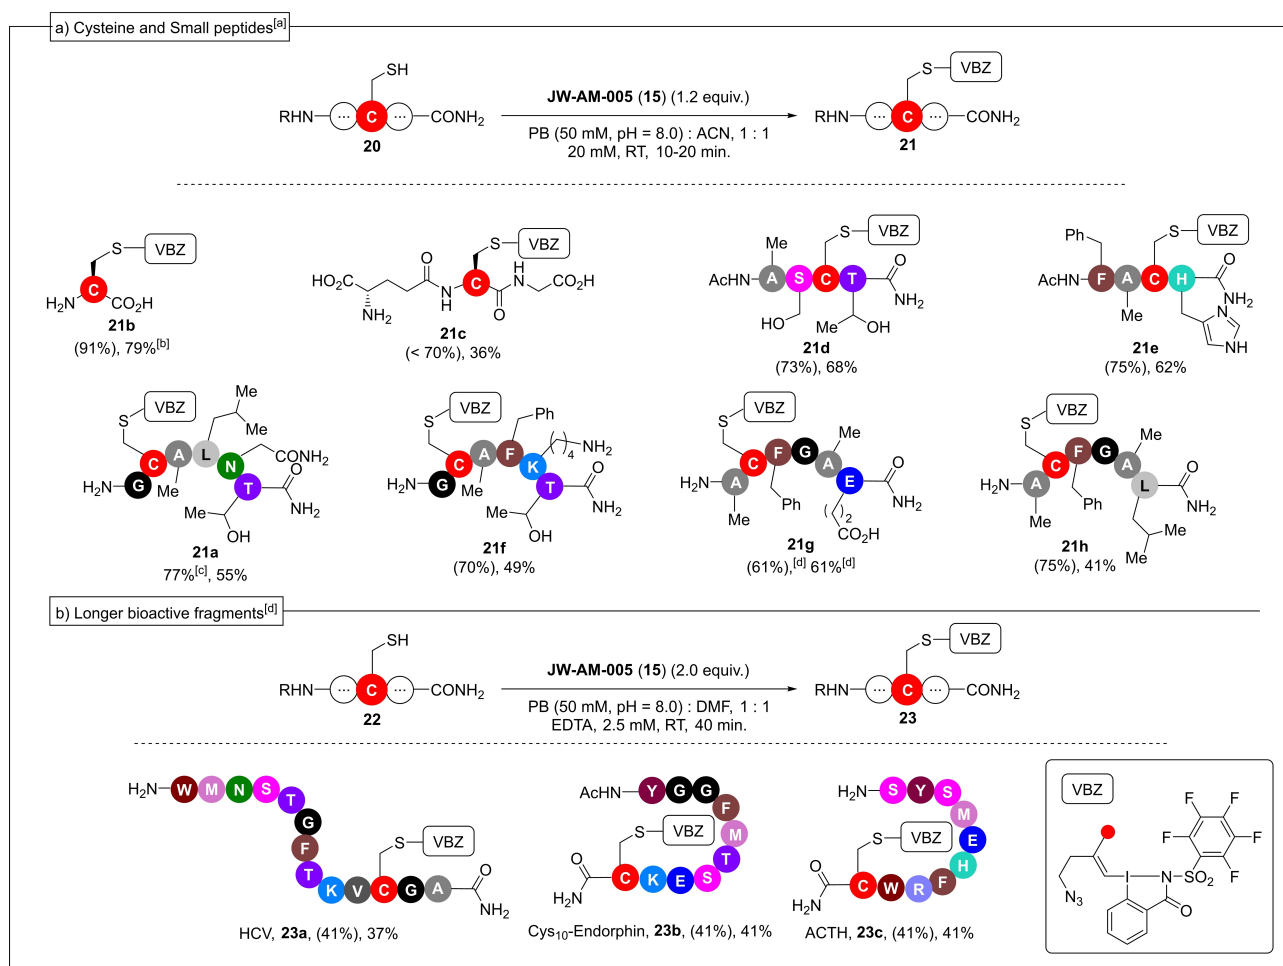 a) Cysteine and Small peptides[a]
SH
S VBZ
JW-AM-005 (15) (1.2 equiv.)
RHN ··· C ··· CONH2
RHN ··· C ··· CONH2
PB (50 mM, pH = 8.0) : ACN, 1 : 1
20 mM, RT, 10-20 min.
20
21
S VBZ
H2N C CO2H
21b
(91%), 79%[b]
S VBZ
HO2C NH2 O N H C O H N CO2H
21c
(< 70%), 36%
Me S VBZ
AcHN A S C T O NH2
HO Me OH
21d
(73%), 68%
Ph S VBZ
AcHN F A C H O NH2
Me N NH
21e
(75%), 62%
S VBZ Me Me
H2N G C A L N T CONH2 O NH2
Me Me OH
21a
77%[c], 55%
S VBZ Ph
H2N G C A F K T ( )4 NH2 O NH2
Me Me OH
21f
(70%), 49%
S VBZ Me
H2N A C F G A E O NH2
Me Ph ( )2 CO2H
21g
(61%),[d] 61%[d]
S VBZ Me
H2N A C F G A L O NH2
Me Ph Me Me
21h
(75%), 41%
b) Longer bioactive fragments[d]
SH
S VBZ
JW-AM-005 (15) (2.0 equiv.)
RHN ··· C ··· CONH2
RHN ··· C ··· CONH2
PB (50 mM, pH = 8.0) : DMF, 1 : 1
EDTA, 2.5 mM, RT, 40 min.
22
23
H2N W M N S T G F T K V C G A O NH2
S VBZ
HCV, 23a, (41%), 37%
AcHN Y G G F M T S E K C O H2N
S VBZ
Cys10-Endorphin, 23b, (41%), 41%
H2N S Y S M E H F R W C O H2N
S VBZ
ACTH, 23c, (41%), 41%
VBZ
F F F F F
I N SO2
N3 O